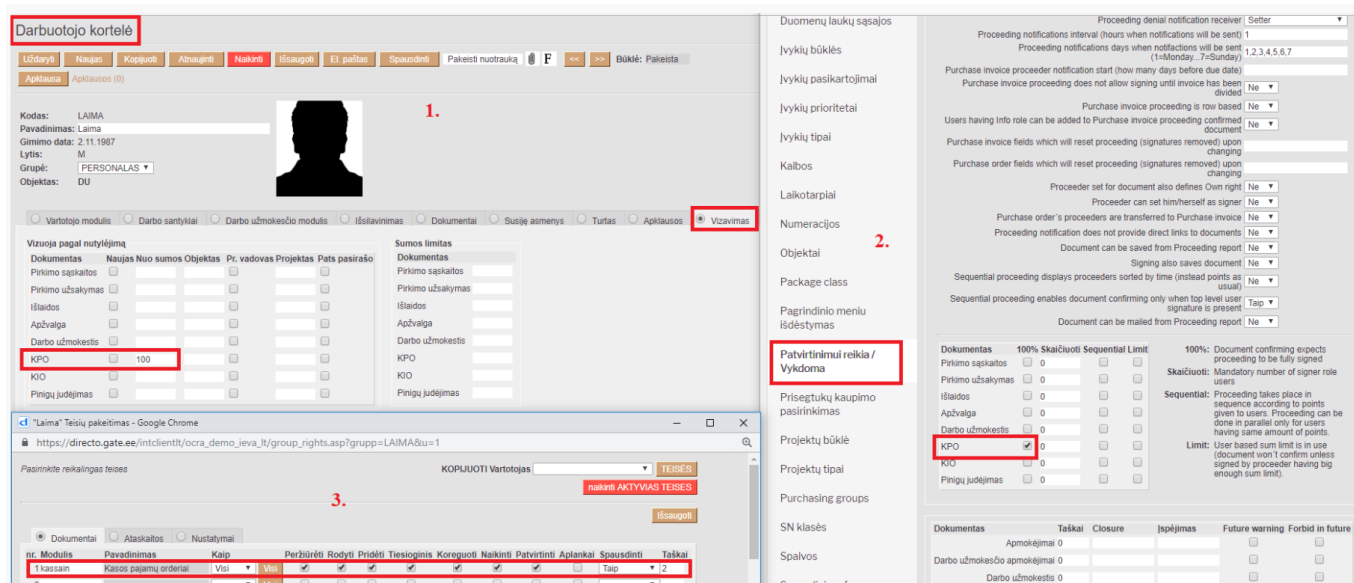 Darbuotojo kortelė
Uždaryti Naujas Kopijuoti Atnaujinti Naikinti Išsaugoti El. paštas Spausdinti Pakeisti nuotrauką F << >> Būklė: Pakeista
Apklausa Apklausos (0)
1.
Kodas: LAIMA
Pavadinimas: Laima
Gimimo data: 2.11.1987
Lytis: M
Grupė: PERSONALAS
Objektas: DU
Vartotojo modulis Darbo santykiai Darbo užmokesčio modulis Išsilavinimas Dokumentai Susiję asmenys Turtas Apklausos Vizavimas
Vizuoja pagal nutylėjimą
Dokumentas Naujas Nuo sumos Objektas Pr. vadovas Projektas Pats pasirašo
Pirkimo sąskaitos
Pirkimo užsakymas
Išlaidos
Apžvalga
Darbo užmokestis
KPO 100
KIO
Pinigų judėjimas
Sumos limitas
Dokumentas
Pirkimo sąskaitos
Pirkimo užsakymas
Išlaidos
Apžvalga
Darbo užmokestis
KPO
KIO
Pinigų judėjimas
"Laima" Teisių pakeitimas - Google Chrome
https://directo.gate.ee/intclientlt/ocra_demo_ieva_lt/group_rights.asp?grupp=LAIMA&u=1
Pasirinkite reikalingas teises
KOPIJUOTI Vartotojas TEISĖS
naikinti AKTYVIAS TEISES
3.
Išsaugoti
Dokumentai Ataskaitos Nustatymai
nr. Modulis Pavadinimas Kaip Peržiūrėti Rodyti Pridėti Tiesioginis Koreguoti Naikinti Patvirtinti Aplankai Spausdinti Taškai
1 kassain Kasos pajamų orderiai Visi Visi Taip 2
Duomenų laukų sąsajos
Įvykių būklės
Įvykių pasikartojimai
Įvykių prioritetai
Įvykių tipai
Kalbos
Laikotarpiai
Numeracijos
Objektai
Package class
Pagrindinio meniu
išdėstymas
Patvirtinimui reikia /
Vykdoma
Prisegtukų kaupimo
pasirinkimas
Projektų būklė
Projektų tipai
Purchasing groups
SN klasės
Spalvos
2.
Proceeding denial notification receiver Setter
Proceeding notifications interval (hours when notifications will be sent) 1
Proceeding notifications days when notifactions will be sent 1,2,3,4,5,6,7
(1=Monday...7=Sunday)
Purchase invoice proceeder notification start (how many days before due date)
Purchase invoice proceeding does not allow signing until invoice has been
divided Ne
Purchase invoice proceeding is row based Ne
Users having Info role can be added to Purchase invoice proceeding confirmed
document Ne
Purchase invoice fields which will reset proceeding (signatures removed) upon
changing
Purchase order fields which will reset proceeding (signatures removed) upon
changing
Proceeder set for document also defines Own right Ne
Proceeder can set him/herself as signer Ne
Purchase order's proceeders are transferred to Purchase invoice Ne
Proceeding notification does not provide direct links to documents Ne
Document can be saved from Proceeding report Ne
Signing also saves document Ne
Sequential proceeding displays proceeders sorted by time (instead points as
usual) Ne
Sequential proceeding enables document confirming only when top level user
signature is present Taip
Document can be mailed from Proceeding report Ne
Dokumentas 100% Skaičiuoti Sequential Limit
Pirkimo sąskaitos 0
Pirkimo užsakymas 0
Išlaidos 0
Apžvalga 0
Darbo užmokestis 0
KPO 0
KIO 0
Pinigų judėjimas 0
100%: Document confirming expects
proceeding to be fully signed
Skaičiuoti: Mandatory number of signer role
users
Sequential: Proceeding takes place in
sequence according to points
given to users. Proceeding can be
done in parallel only for users
having same amount of points.
Limit: User based sum limit is in use
(document won't confirm unless
signed by proceeder having big
enough sum limit).
Dokumentas Taškai Closure Įspėjimas Future warning Forbid in future
Apmokėjimai 0
Darbo užmokesčio apmokėjimai 0
Darbo užmokestis 0